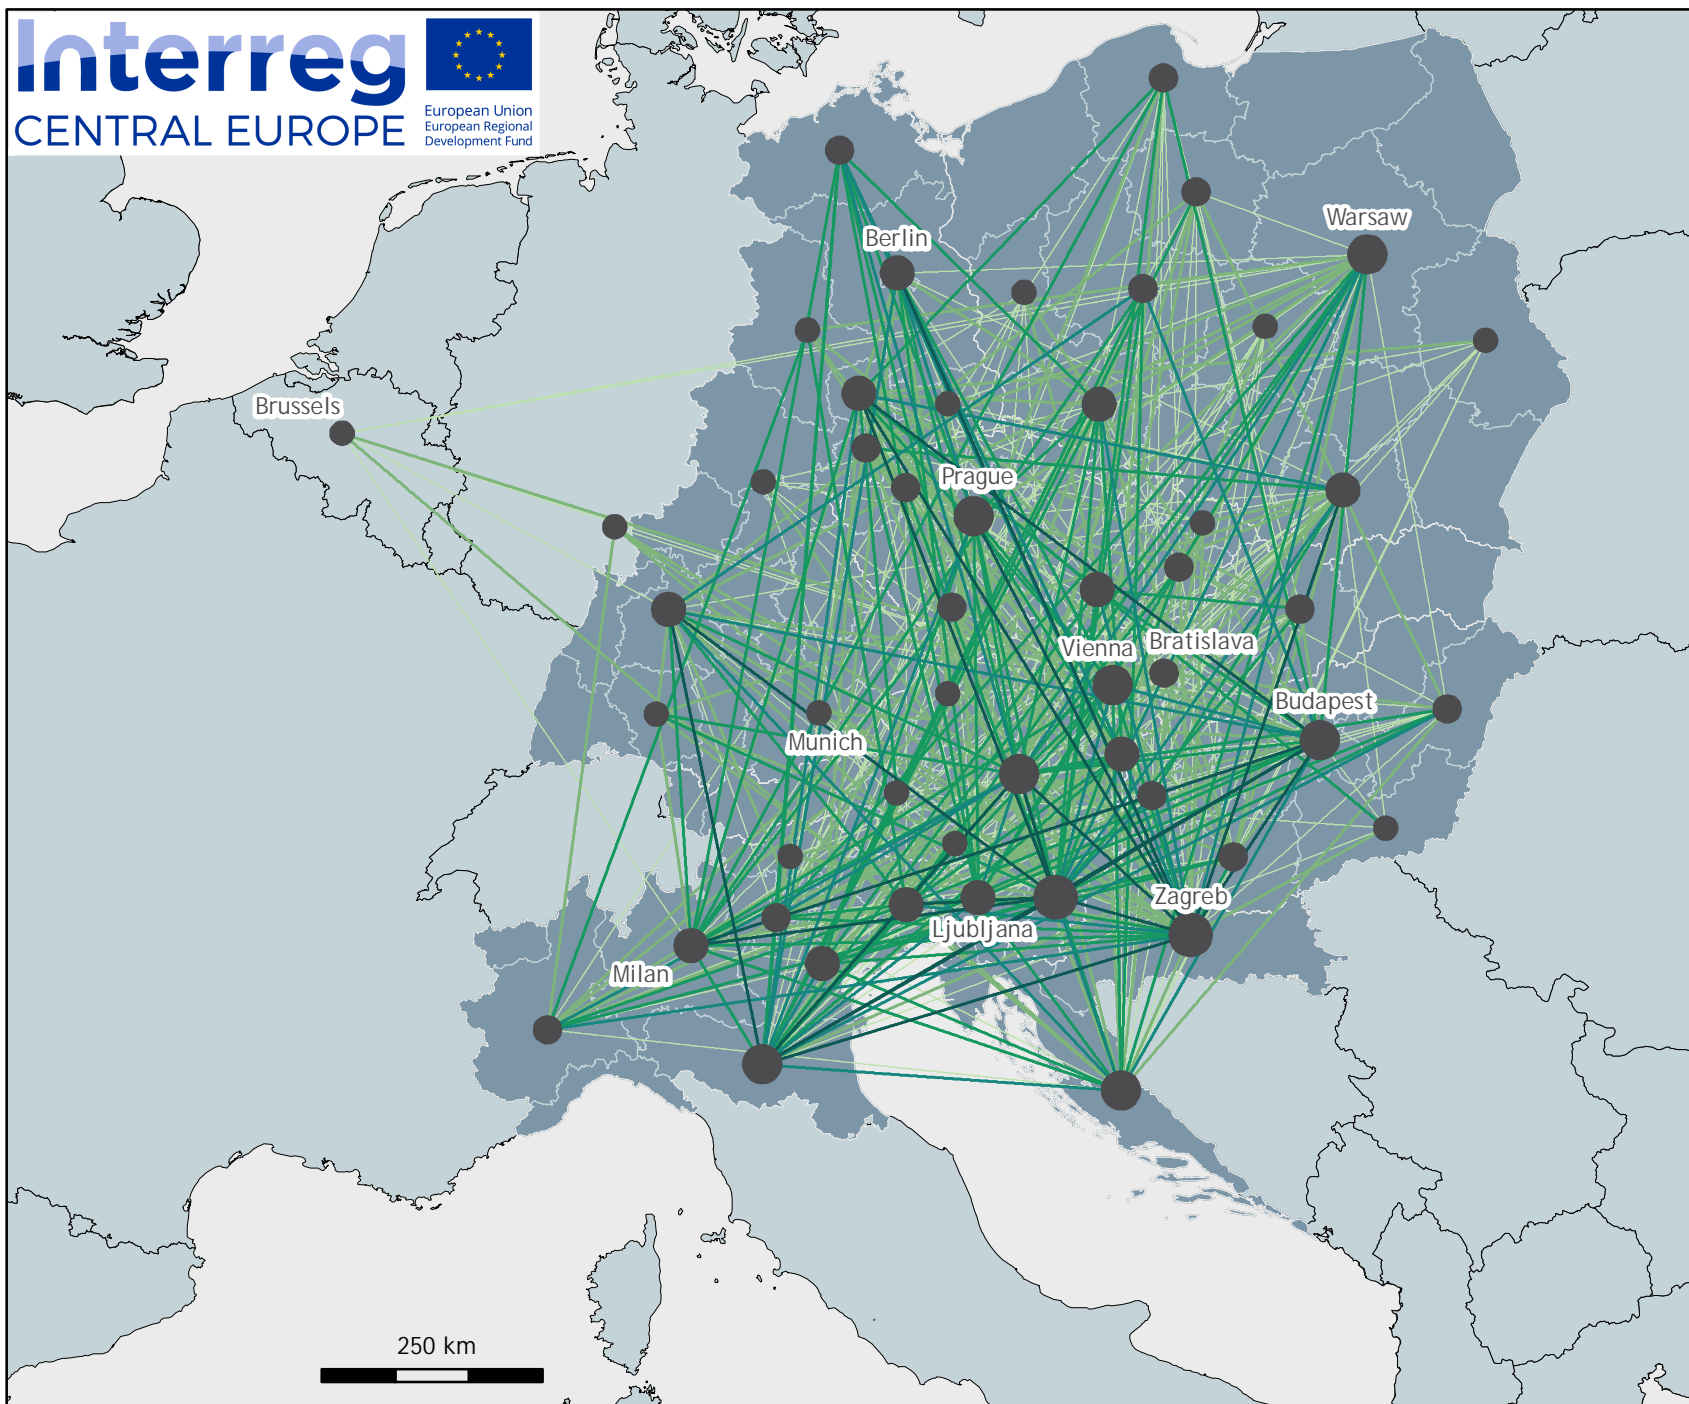 Interreg
CENTRAL EUROPE
European Union
European Regional
Development Fund
Warsaw
Berlin
Brussels
Prague
Vienna
Bratislava
Budapest
Munich
Zagreb
Ljubljana
Milan
250 km